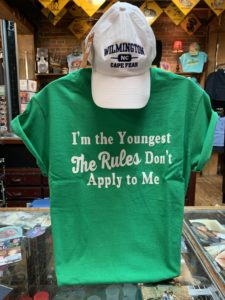 WILMINGTON
NC
CAPE FEAR
I'm the Youngest
The Rules Don't
Apply to Me